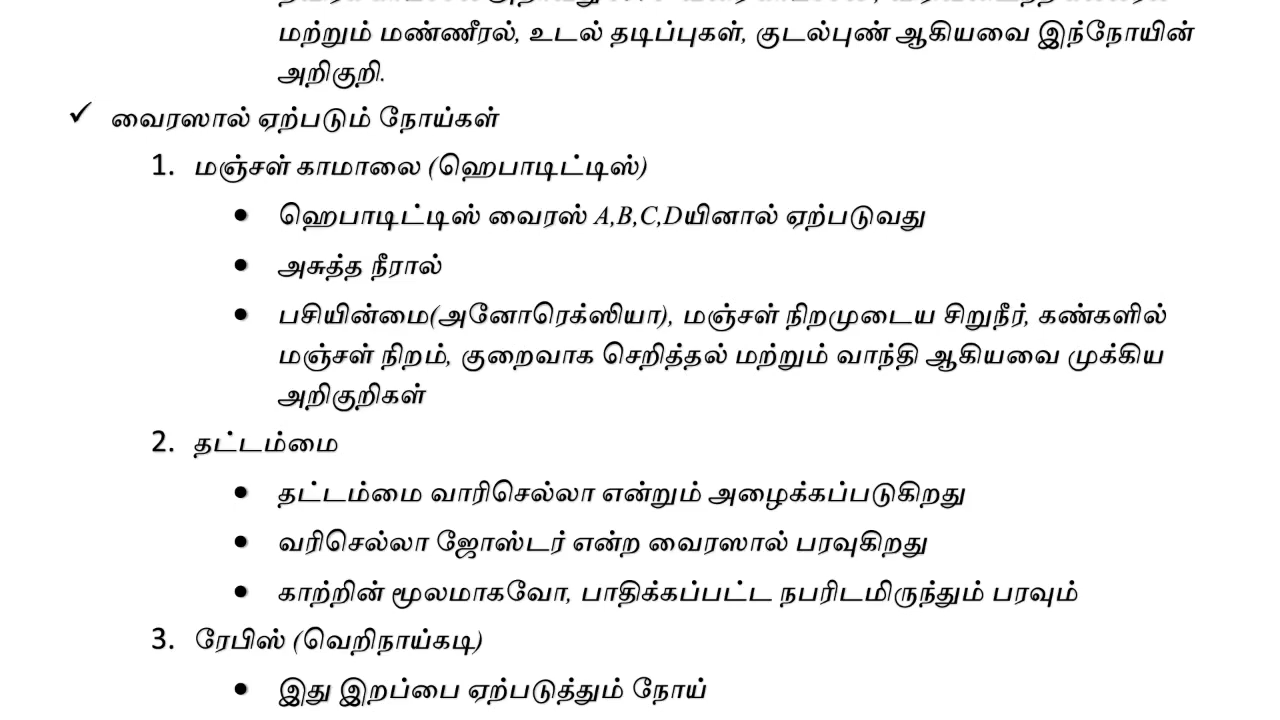 மற்றும் மண்ணீரல், உடல் தடிப்புகள், குடல்புண் ஆகியவை இந்நோயின்
அறிகுறி.
✓ வைரஸால் ஏற்படும் நோய்கள்
1. மஞ்சள் காமாலை (ஹெபாடிட்டிஸ்)
● ஹெபாடிட்டிஸ் வைரஸ் A,B,C,Dயினால் ஏற்படுவது
● அசுத்த நீரால்
● பசியின்மை(அனோரெக்ஸியா), மஞ்சள் நிறமுடைய சிறுநீர், கண்களில்
மஞ்சள் நிறம், குறைவாக செறித்தல் மற்றும் வாந்தி ஆகியவை முக்கிய
அறிகுறிகள்
2. தட்டம்மை
● தட்டம்மை வாரிசெல்லா என்றும் அழைக்கப்படுகிறது
● வரிசெல்லா ஜோஸ்டர் என்ற வைரஸால் பரவுகிறது
● காற்றின் மூலமாகவோ, பாதிக்கப்பட்ட நபரிடமிருந்தும் பரவும்
3. ரேபிஸ் (வெறிநாய்கடி)
● இது இறப்பை ஏற்படுத்தும் நோய்